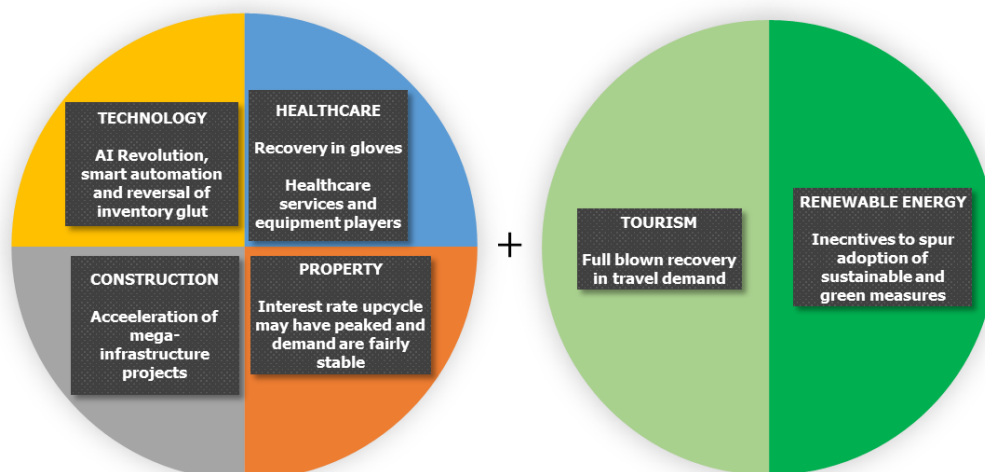 TECHNOLOGY
AI Revolution,
smart automation
and reversal of
inventory glut
HEALTHCARE
Recovery in gloves
Healthcare
services and
equipment players
CONSTRUCTION
Acceeleration of
mega-
infrastructure
projects
PROPERTY
Interest rate upcycle
may have peaked and
demand are fairly
stable
+
TOURISM
Full blown recovery
in travel demand
RENEWABLE ENERGY
Inecntives to spur
adoption of
sustainable and
green measures